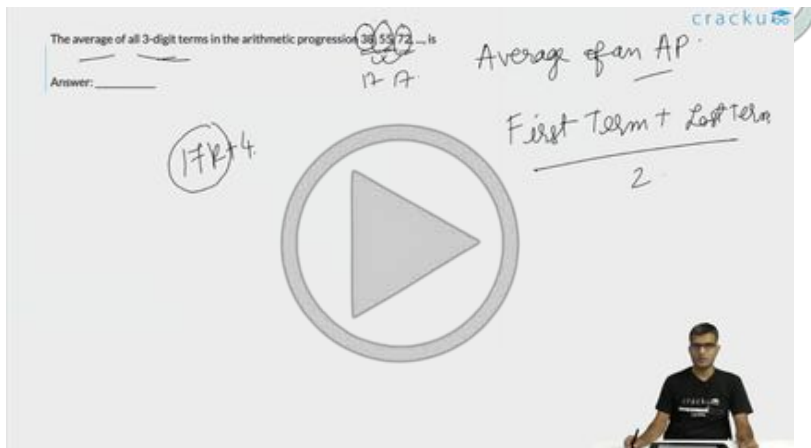 cracku
The average of all 3-digit terms in the arithmetic progression 38, 55, 72, ..., is
Answer:
17 17
Average of an AP
First Term + Last Term
2
17k+4
cracku